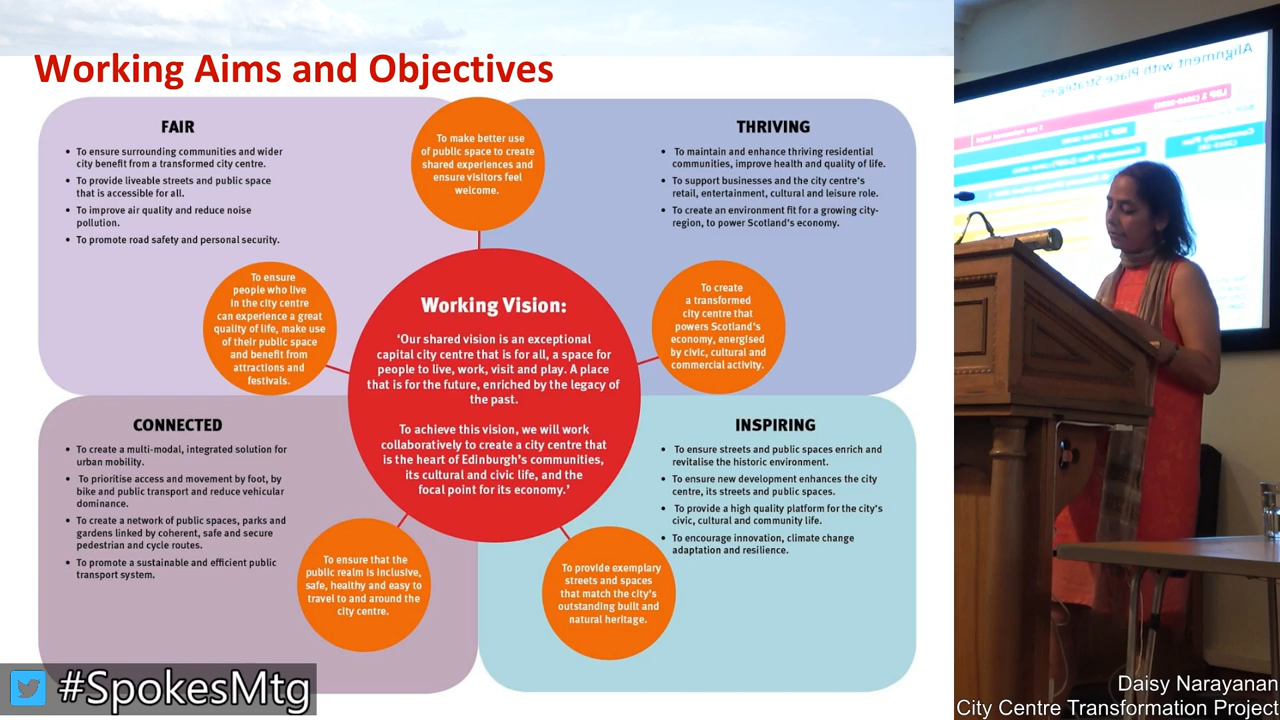 Working Aims and Objectives
FAIR
• To ensure surrounding communities and wider
city benefit from a transformed city centre.
• To provide liveable streets and public space
that is accessible for all.
• To improve air quality and reduce noise
pollution.
• To promote road safety and personal security.
To make better use
of public space to create
shared experiences and
ensure visitors feel
welcome.
THRIVING
• To maintain and enhance thriving residential
communities, improve health and quality of life.
• To support businesses and the city centre's
retail, entertainment, cultural and leisure role.
• To create an environment fit for a growing city-
region, to power Scotland's economy.
To ensure
people who live
in the city centre
can experience a great
quality of life, make use
of their public space
and benefit from
attractions and
festivals.
Working Vision:
'Our shared vision is an exceptional
capital city centre that is for all, a space for
people to live, work, visit and play. A place
that is for the future, enriched by the legacy of
the past.
To achieve this vision, we will work
collaboratively to create a city centre that
is the heart of Edinburgh's communities,
its cultural and civic life, and the
focal point for its economy.'
To create
a transformed
city centre that
powers Scotland's
economy, energised
by civic, cultural and
commercial activity.
CONNECTED
• To create a multi-modal, integrated solution for
urban mobility.
• To prioritise access and movement by foot, by
bike and public transport and reduce vehicular
dominance.
• To create a network of public spaces, parks and
gardens linked by coherent, safe and secure
pedestrian and cycle routes.
• To promote a sustainable and efficient public
transport system.
INSPIRING
• To ensure streets and public spaces enrich and
revitalise the historic environment.
• To ensure new development enhances the city
centre, its streets and public spaces.
• To provide a high quality platform for the city's
civic, cultural and community life.
• To encourage innovation, climate change
adaptation and resilience.
To ensure that the
public realm is inclusive,
safe, healthy and easy to
travel to and around the
city centre.
To provide exemplary
streets and spaces
that match the city's
outstanding built and
natural heritage.
#SpokesMtg
Alignment with Place Strategies
Daisy Narayanan
City Centre Transformation Project